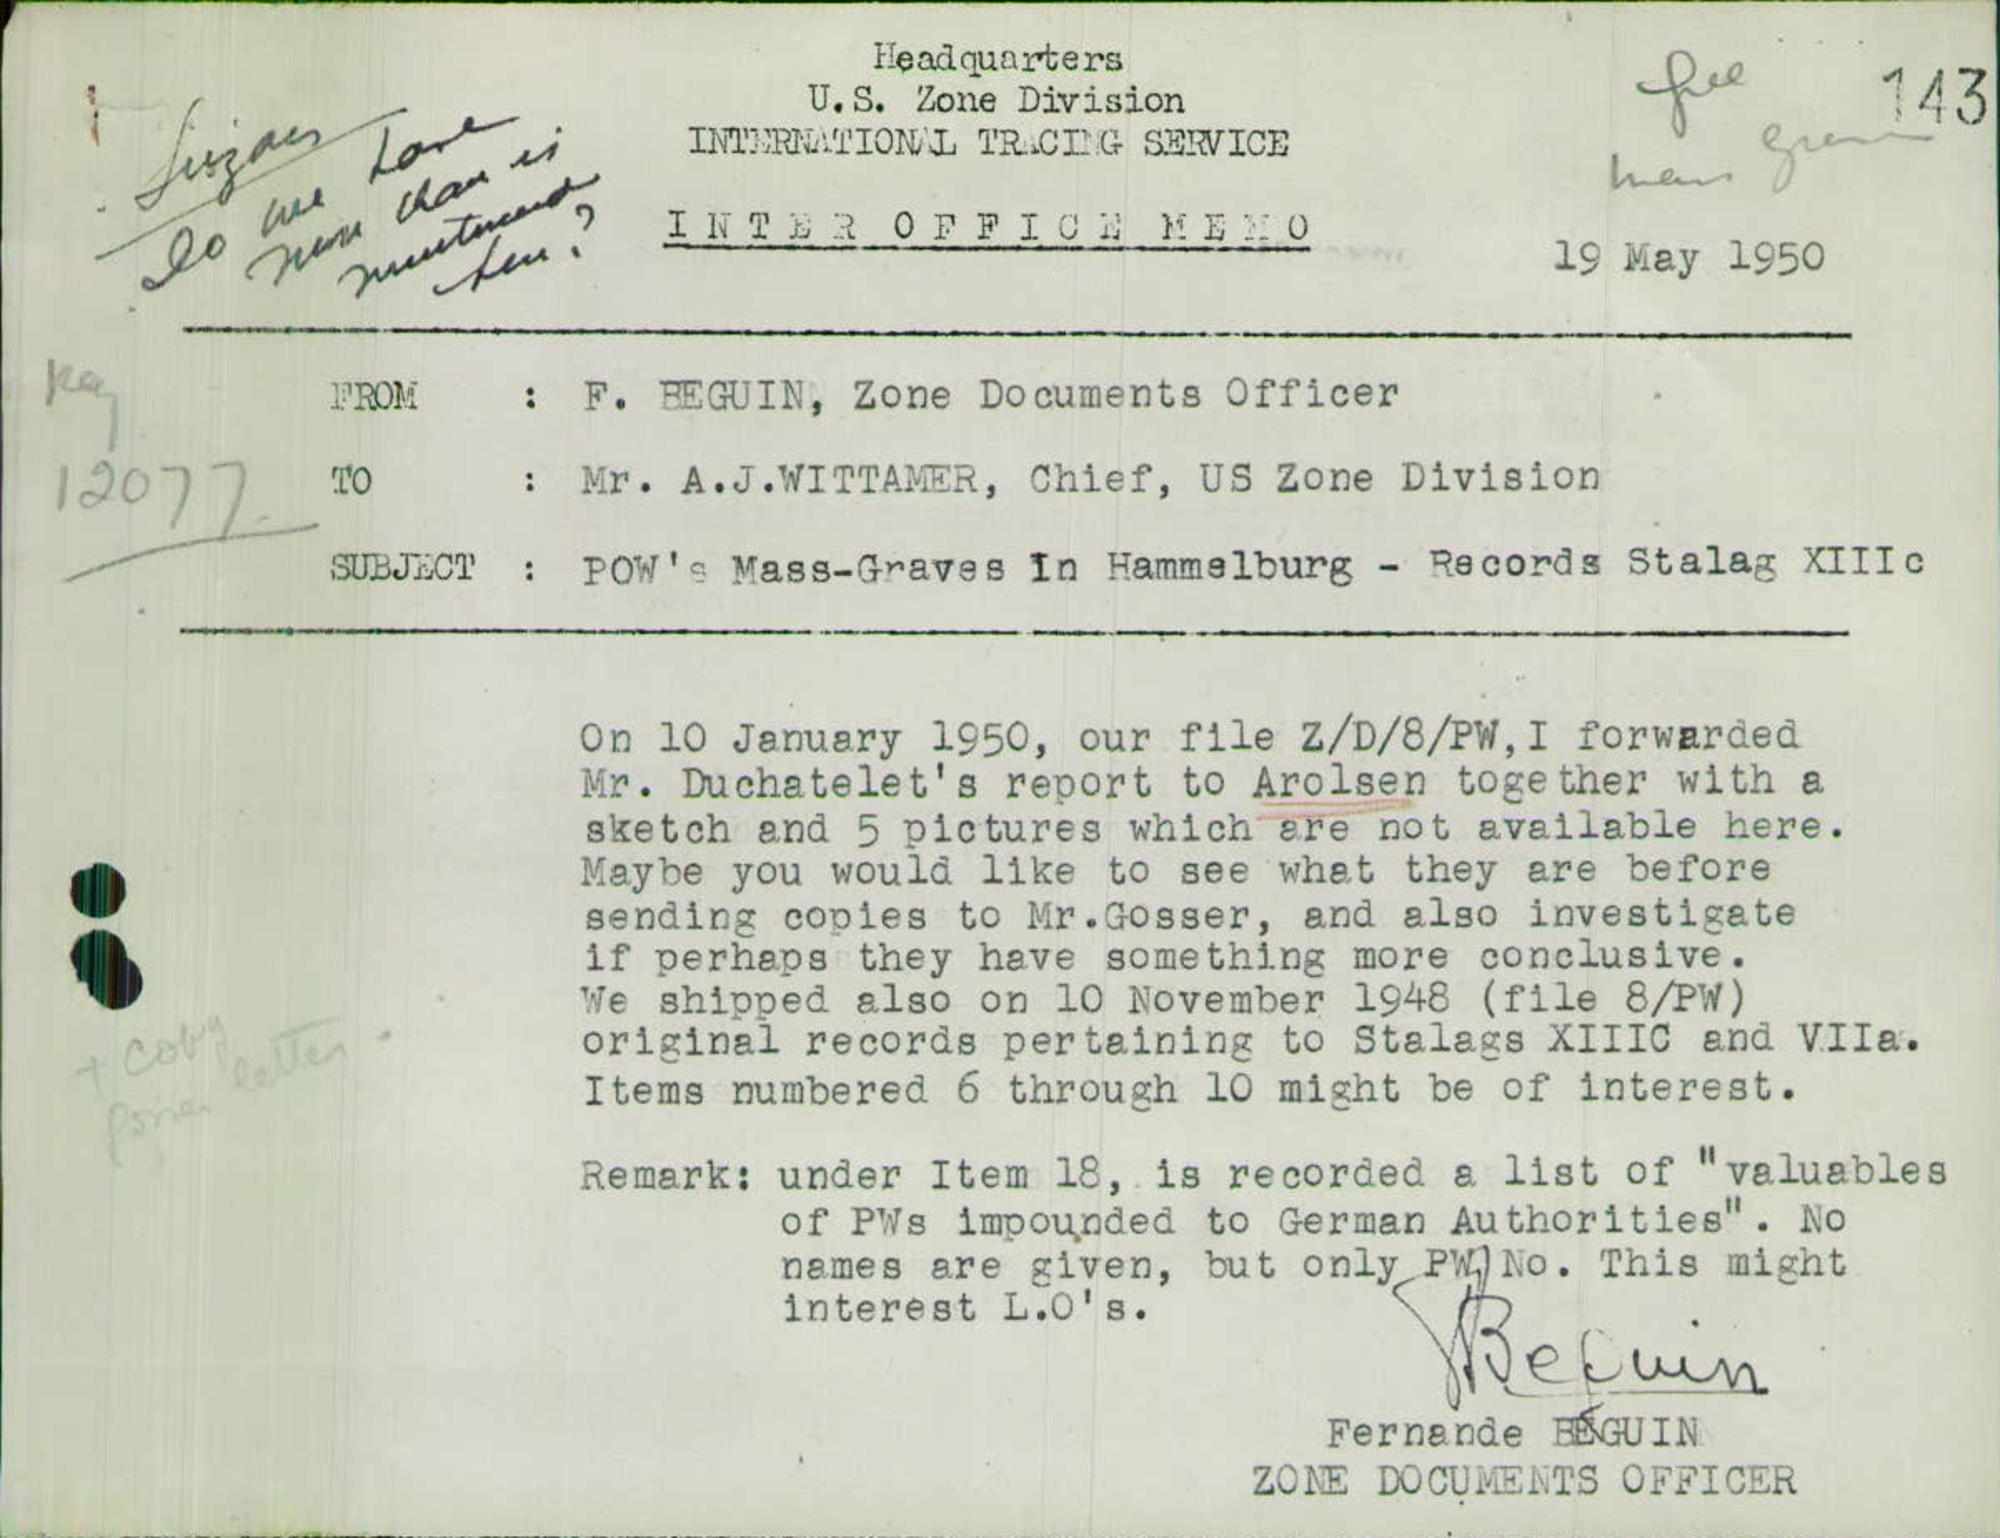 Headquarters
U.S. Zone Division
INTERNATIONAL TRACING SERVICE
INTER OFFICE MEMO
143
file
mass graves
Do we have
more than is
mentioned
here?
19 May 1950
FROM : F. BEGUIN, Zone Documents Officer
12077
TO : Mr. A.J.WITTAMER, Chief, US Zone Division
SUBJECT : POW's Mass-Graves In Hammelburg - Records Stalag XIIIc
On 10 January 1950, our file Z/D/8/PW,I forwarded
Mr. Duchatelet's report to Arolsen together with a
sketch and 5 pictures which are not available here.
Maybe you would like to see what they are before
sending copies to Mr.Gosser, and also investigate
if perhaps they have something more conclusive.
We shipped also on 10 November 1948 (file 8/PW)
original records pertaining to Stalags XIIIC and VIIa.
Items numbered 6 through 10 might be of interest.
+ copy
letter
Remark: under Item 18, is recorded a list of "valuables
of PWs impounded to German Authorities". No
names are given, but only PW No. This might
interest L.O's.
Beguin
Fernande BEGUIN
ZONE DOCUMENTS OFFICER